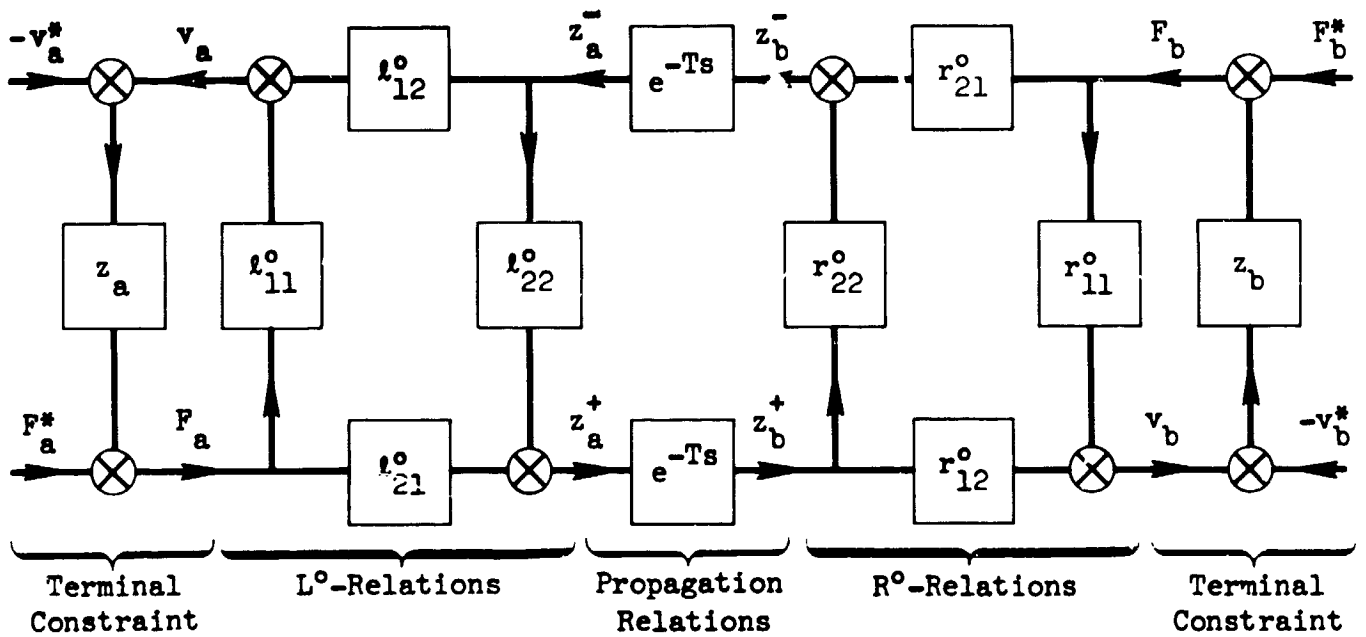 -v*a va ℓ°12 z-a e-Ts z-b r°21 Fb F*b
za ℓ°11 ℓ°22 r°22 r°11 zb
F*a Fa ℓ°21 z+a e-Ts z+b r°12 vb -v*b
Terminal Constraint
L°-Relations
Propagation Relations
R°-Relations
Terminal Constraint